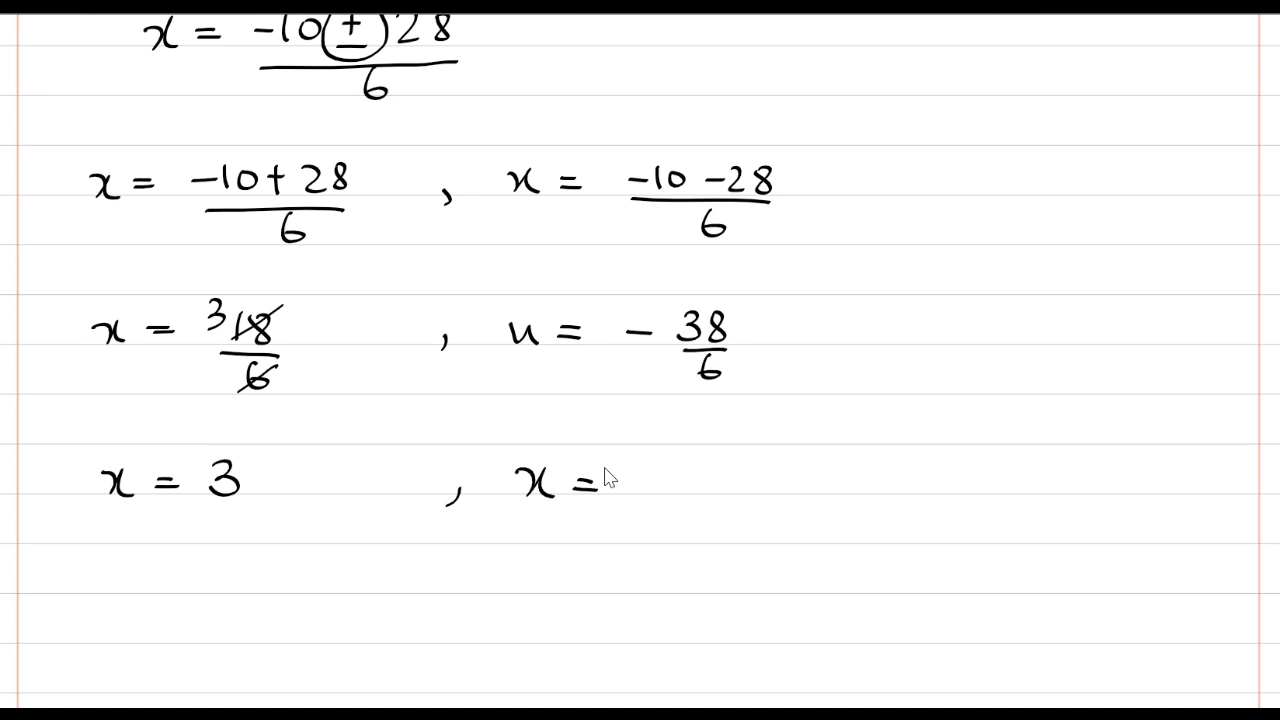 x = (-10 ± 28)/6
x = (-10 + 28)/6 , x = (-10 - 28)/6
x = 3 18/6 , x = - 38/6
x = 3 , x =